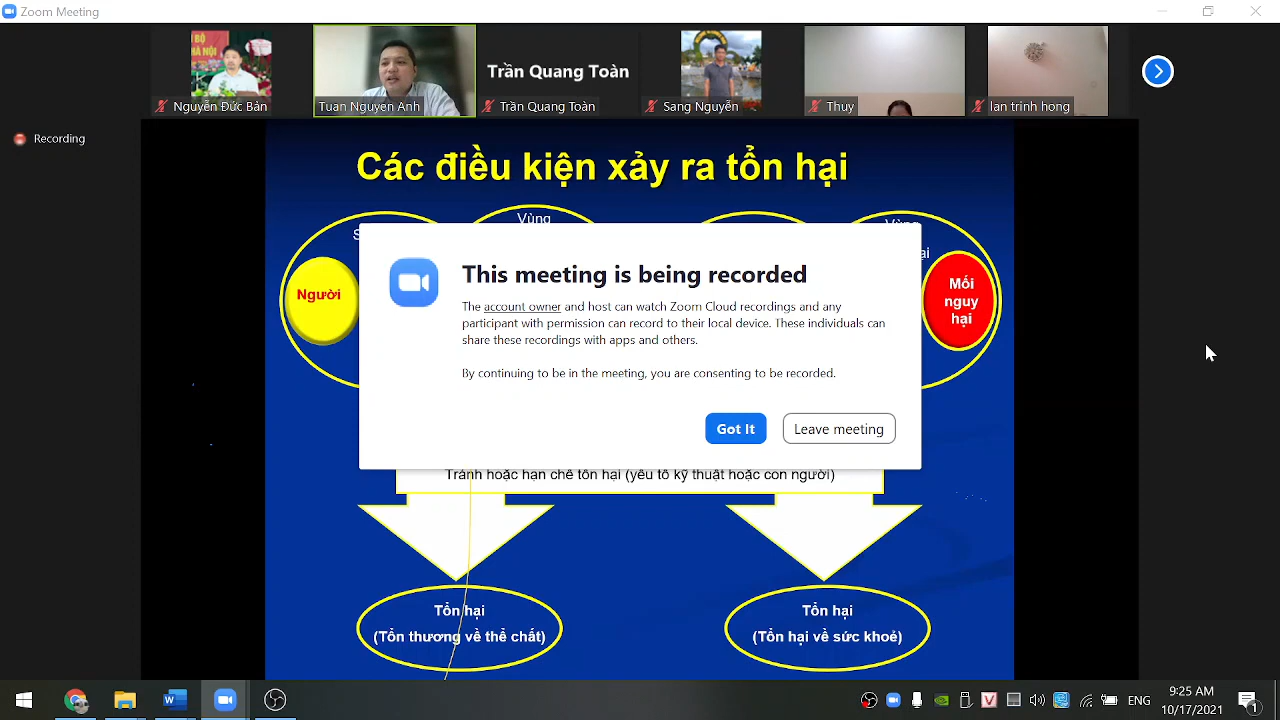 Zoom Meeting
BỘ
HÀ NỘI
Trần Quang Toàn
Nguyễn Đức Bản
Tuan Nguyen Anh
Trần Quang Toàn
Sang Nguyễn
Thuy
lan trinh hong
Recording
Các điều kiện xảy ra tổn hại
Vùng
Người
Mối
nguy
hại
This meeting is being recorded
The account owner and host can watch Zoom Cloud recordings and any
participant with permission can record to their local device. These individuals can
share these recordings with apps and others.
By continuing to be in the meeting, you are consenting to be recorded.
Got It
Leave meeting
Tránh hoặc hạn chế tổn hại (yếu tố kỹ thuật hoặc con người)
Tổn hại
(Tổn thương về thể chất)
Tổn hại
(Tổn hại về sức khoẻ)
ENG
9:25 AM
10/17/2021